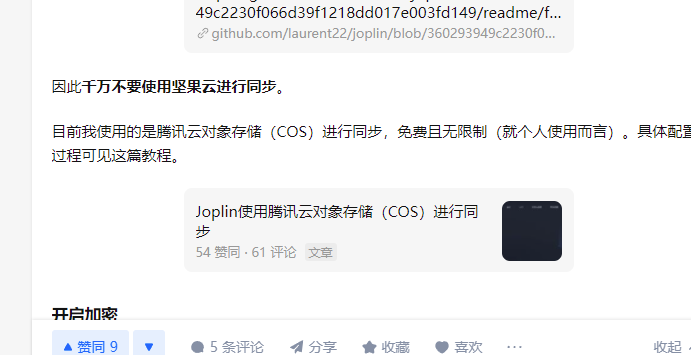 49c2230f066d39f1218dd017e003fd149/readme/f...
github.com/laurent22/joplin/blob/360293949c2230f0...
因此千万不要使用坚果云进行同步。
目前我使用的是腾讯云对象存储（COS）进行同步，免费且无限制（就个人使用而言）。具体配置
过程可见这篇教程。
Joplin使用腾讯云对象存储（COS）进行同
步
54 赞同 · 61 评论 文章
开启加密
赞同 9 5 条评论 分享 收藏 喜欢 ... 收起